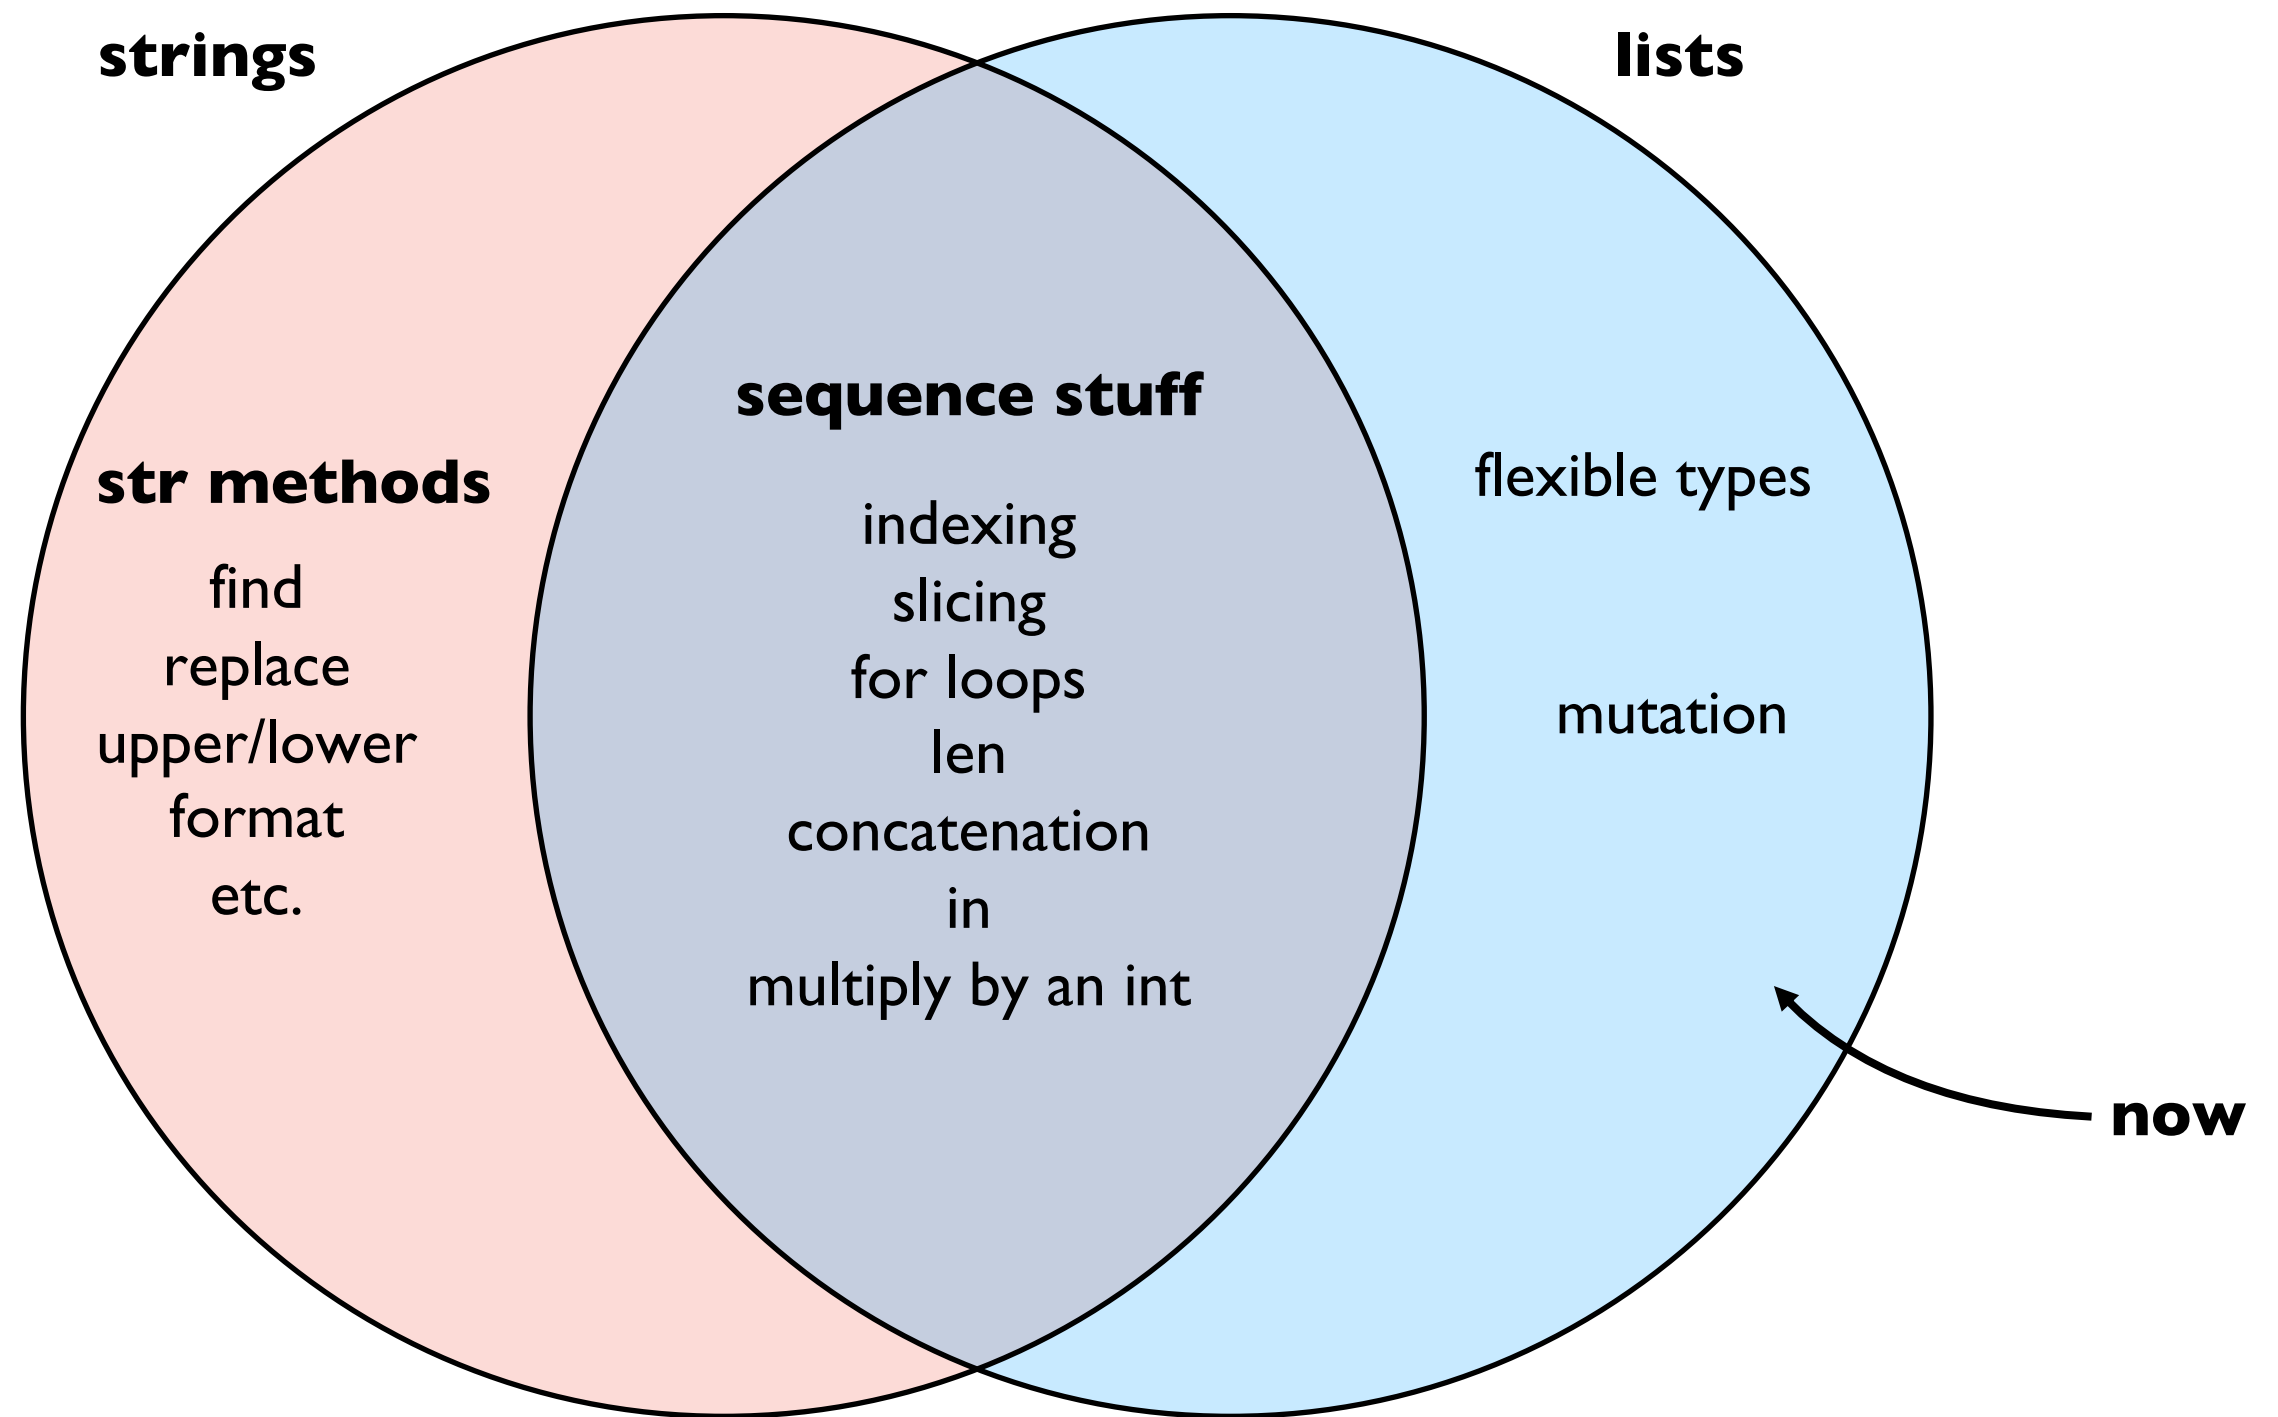 strings
lists
str methods
find
replace
upper/lower
format
etc.
sequence stuff
indexing
slicing
for loops
len
concatenation
in
multiply by an int
flexible types
mutation
now